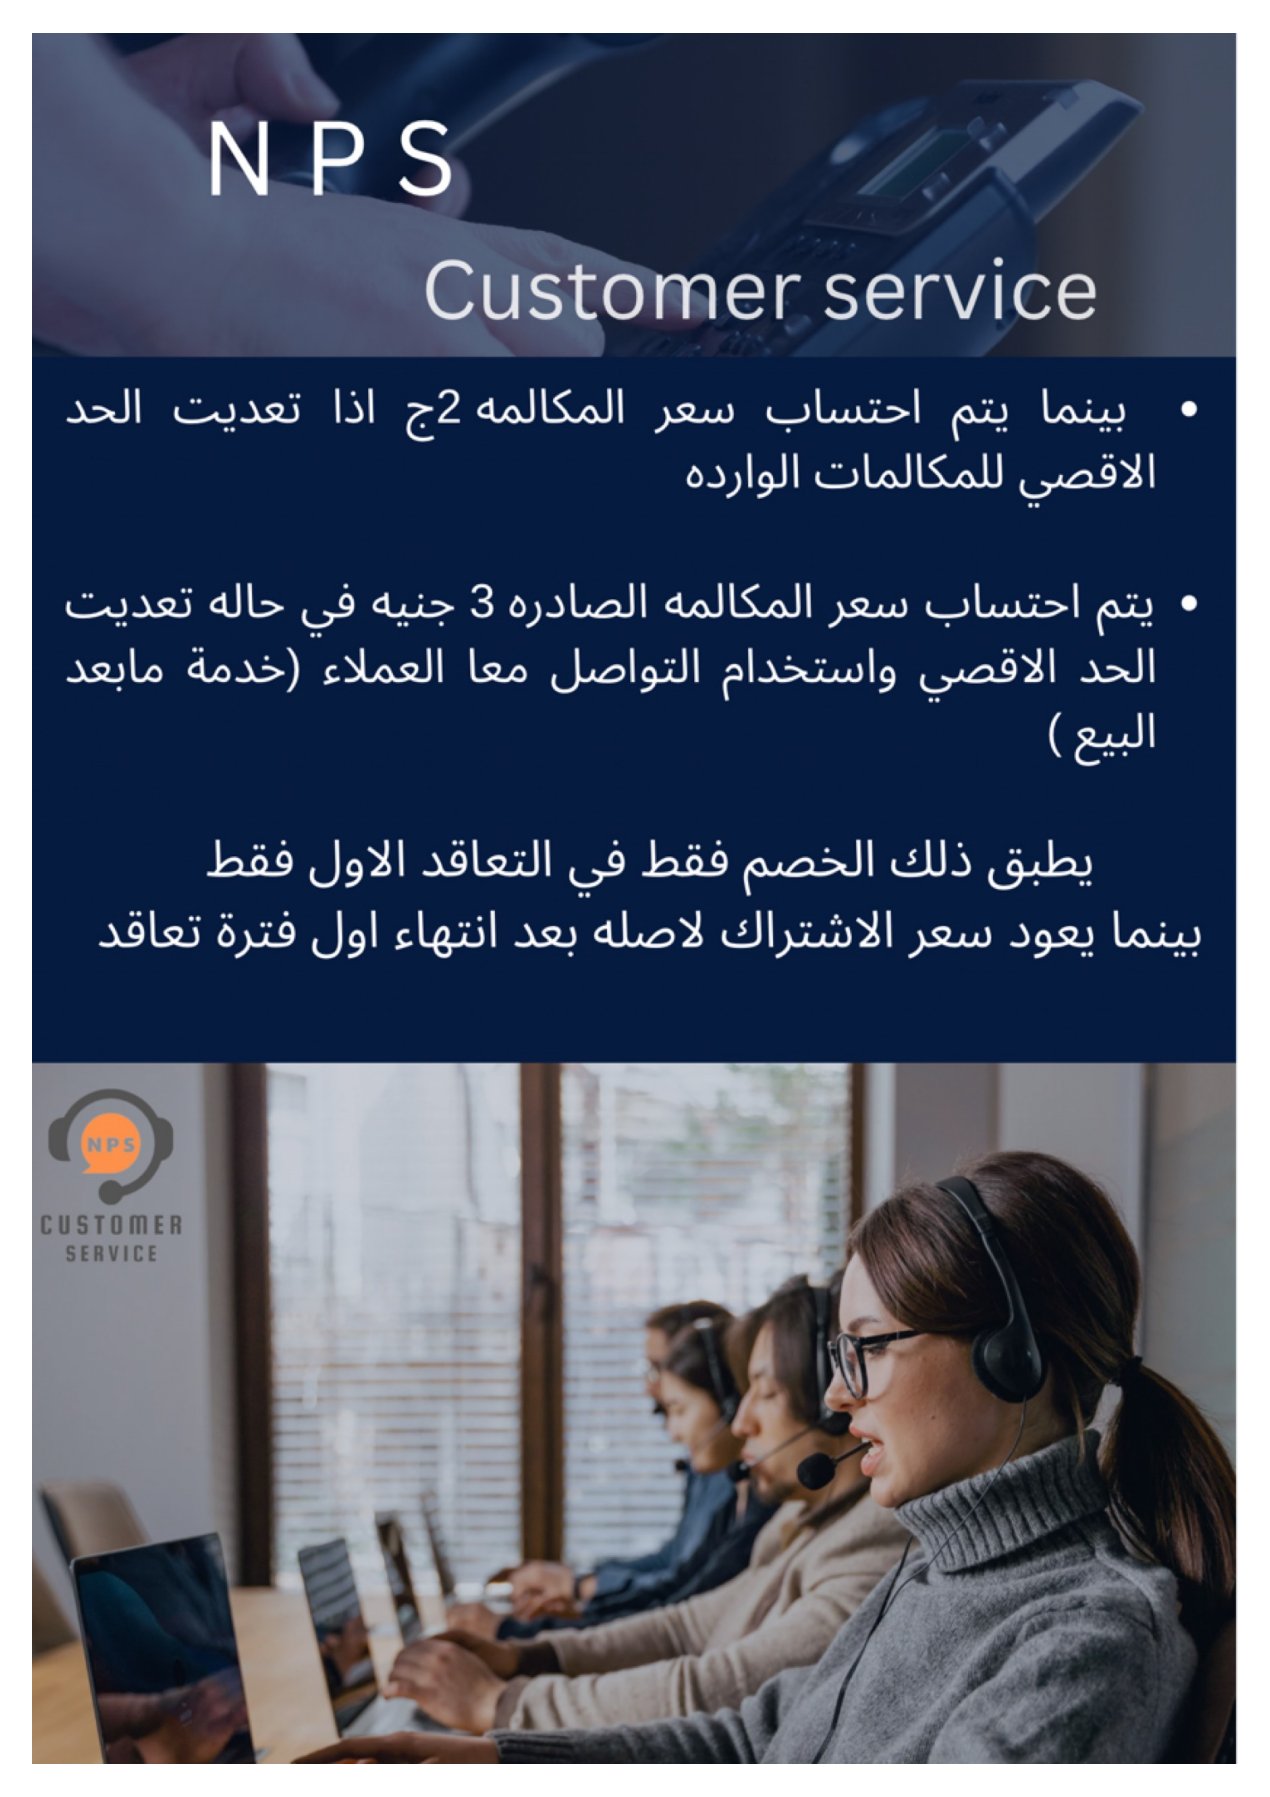 N P S
Customer service
• بينما يتم احتساب سعر المكالمه 2ج اذا تعديت الحد
الاقصي للمكالمات الوارده
• يتم احتساب سعر المكالمه الصادره 3 جنيه في حاله تعديت
الحد الاقصي واستخدام التواصل معا العملاء (خدمة مابعد
البيع )
يطبق ذلك الخصم فقط في التعاقد الاول فقط
بينما يعود سعر الاشتراك لاصله بعد انتهاء اول فترة تعاقد
NPS
CUSTOMER
SERVICE